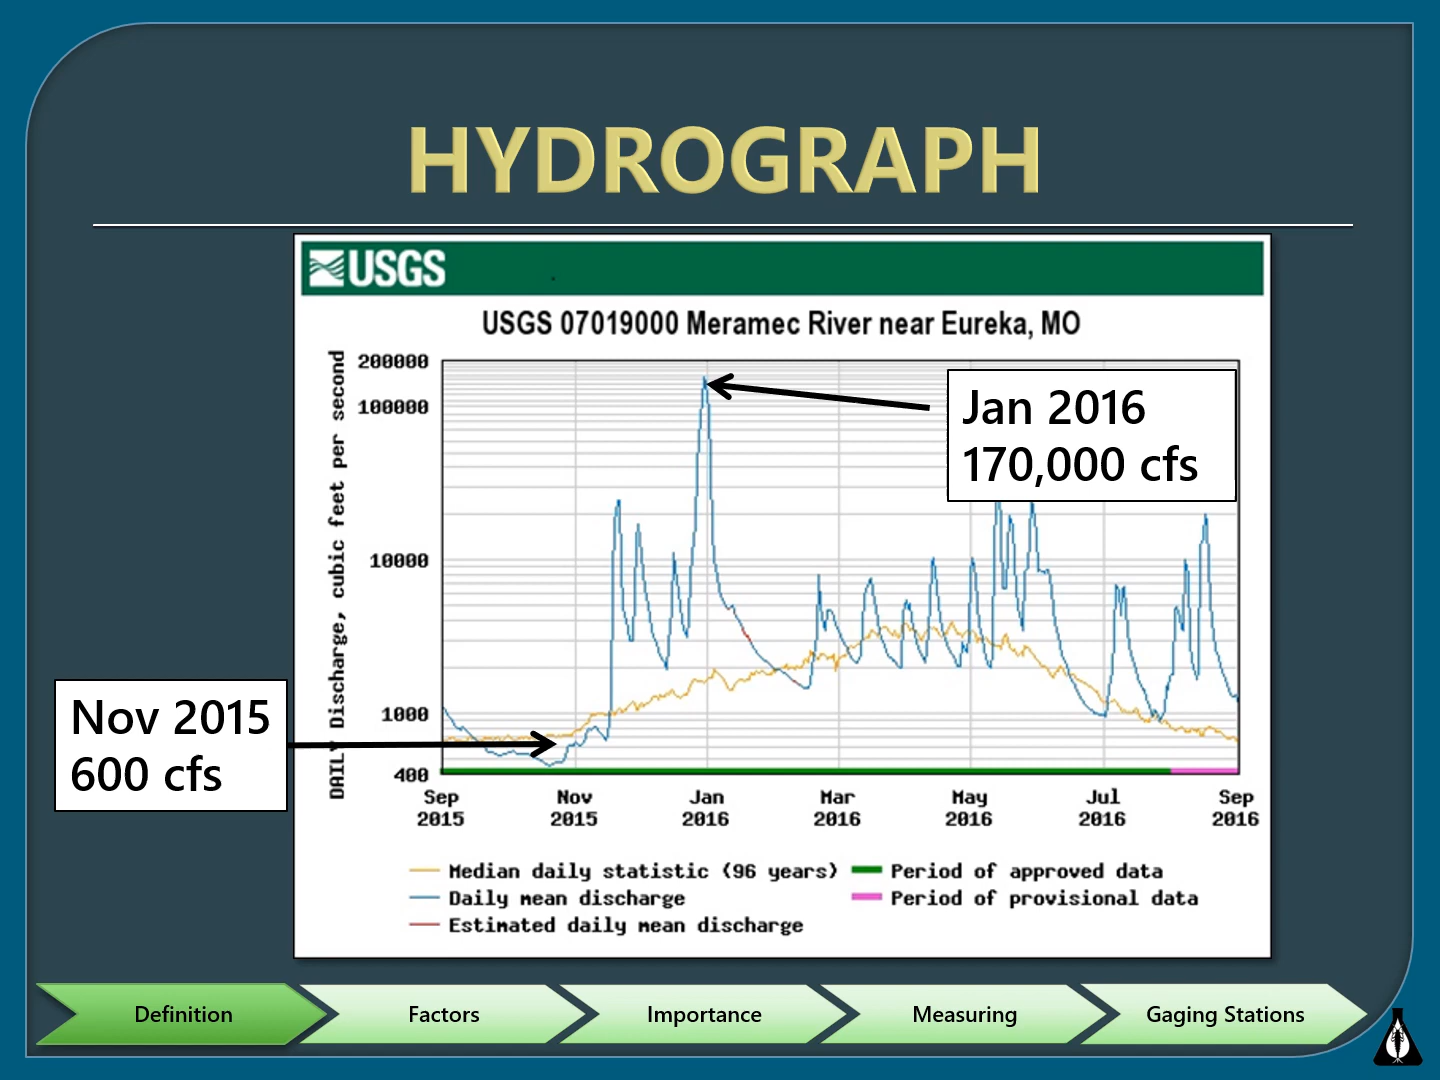 HYDROGRAPH
USGS
USGS 07019000 Meramec River near Eureka, MO
DAILY Discharge, cubic feet per second
200000
100000
10000
1000
400
Jan 2016
170,000 cfs
Nov 2015
600 cfs
Sep Nov Jan Mar May Jul Sep
2015 2015 2016 2016 2016 2016 2016
Median daily statistic (96 years) Period of approved data
Daily mean discharge Period of provisional data
Estimated daily mean discharge
Definition Factors Importance Measuring Gaging Stations